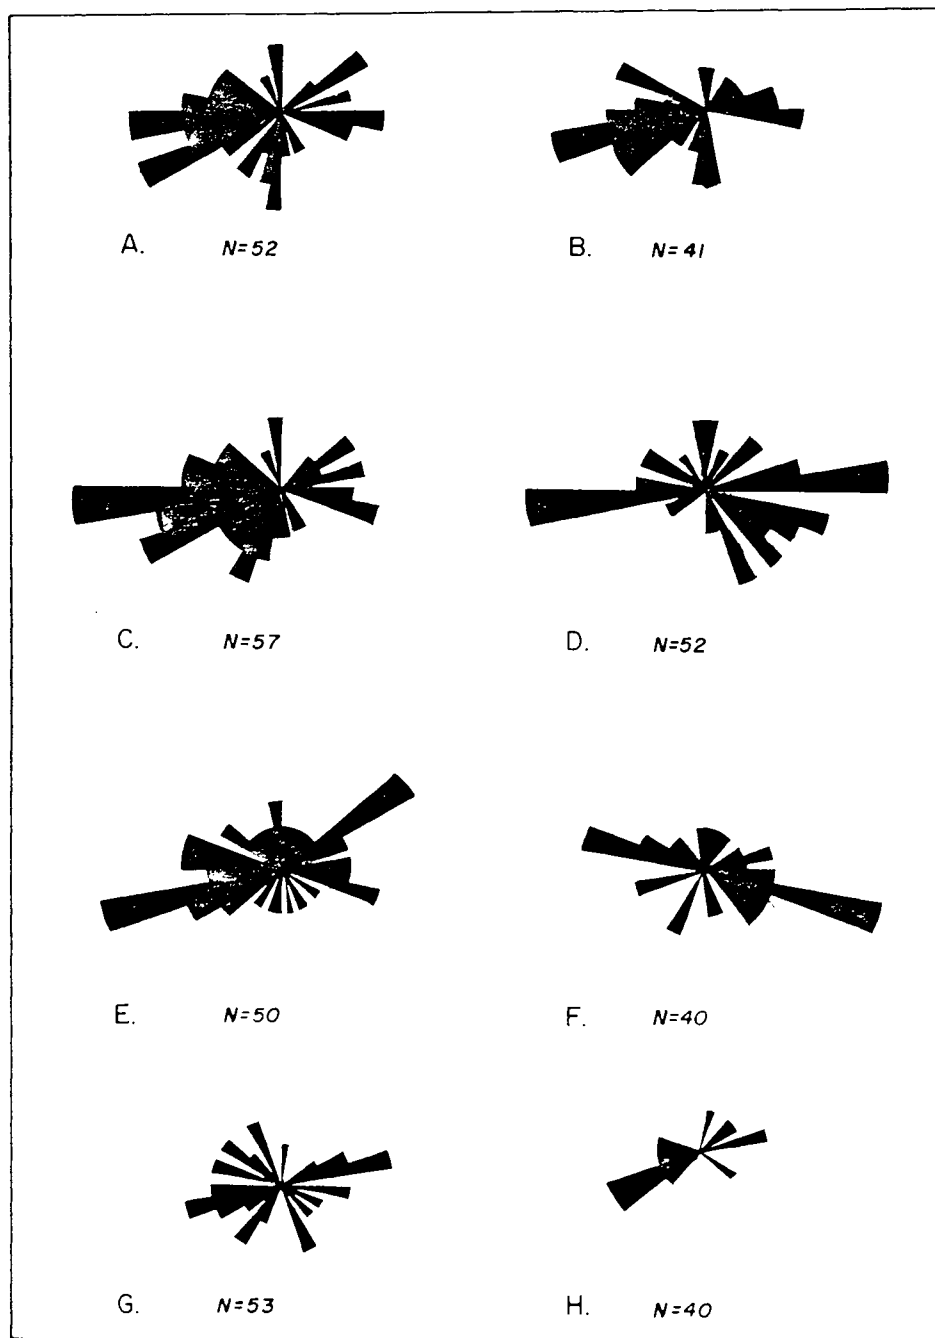 A. N=52
B. N=41
C. N=57
D. N=52
E. N=50
F. N=40
G. N=53
H. N=40